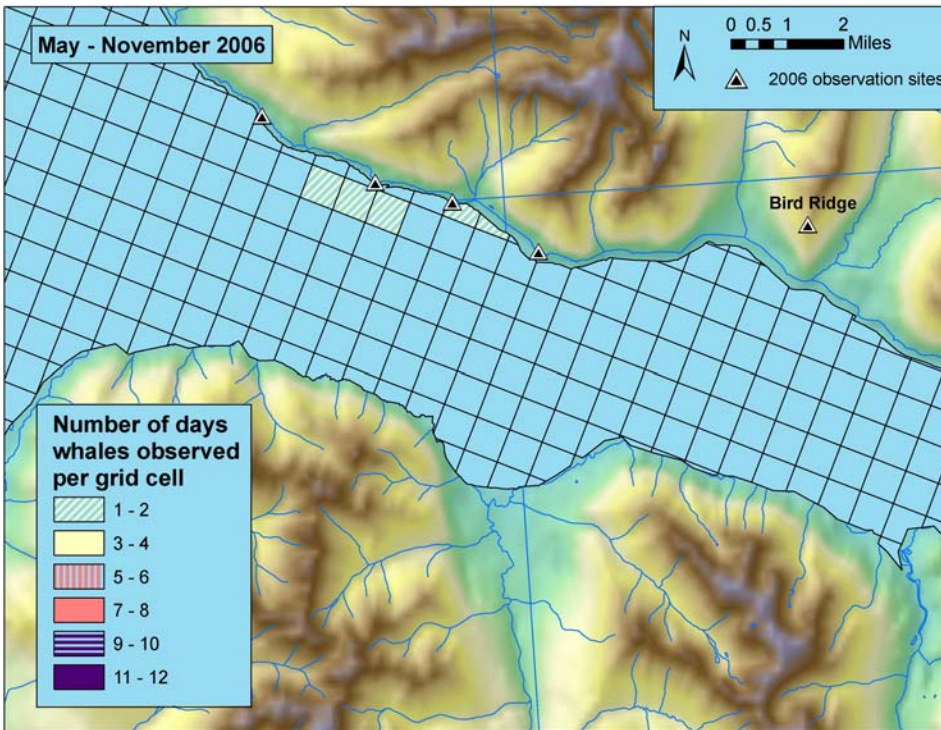 May - November 2006
N
0 0.5 1 2
Miles
2006 observation sites
Bird Ridge
Number of days
whales observed
per grid cell
1 - 2
3 - 4
5 - 6
7 - 8
9 - 10
11 - 12